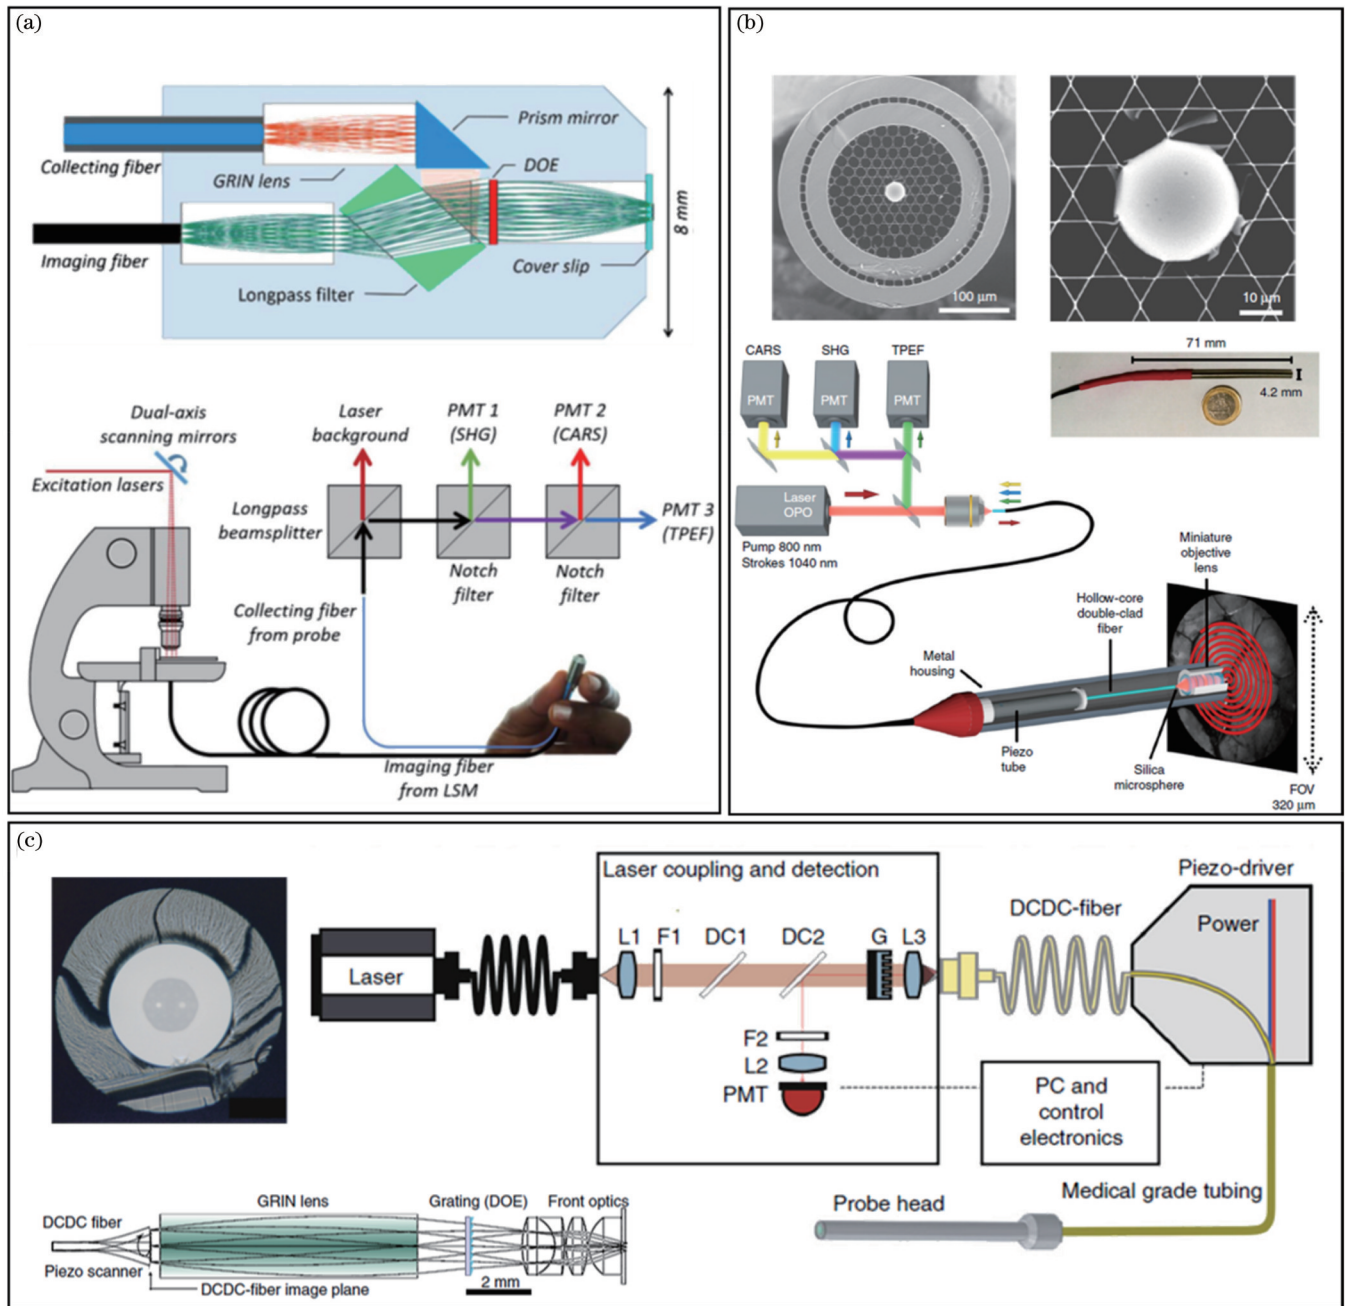 (a)
Prism mirror
DOE
Collecting fiber
GRIN lens
8 mm
Imaging fiber
Cover slip
Longpass filter
Dual-axis
scanning mirrors
Excitation lasers
Laser
background
PMT 1
(SHG)
PMT 2
(CARS)
Longpass
beamsplitter
PMT 3
(TPEF)
Notch
filter
Notch
filter
Collecting fiber
from probe
Imaging fiber
from LSM
(b)
100 µm
10 µm
CARS
SHG
TPEF
PMT
PMT
PMT
71 mm
4.2 mm
Laser
OPO
Pump 800 nm
Strokes 1040 nm
Miniature
objective
lens
Hollow-core
double-clad
fiber
Metal
housing
Piezo
tube
Silica
microsphere
FOV
320 µm
(c)
Laser coupling and detection
Piezo-driver
DCDC-fiber
Power
L1
F1
DC1
DC2
G
L3
Laser
F2
L2
PMT
PC and
control
electronics
Medical grade tubing
Probe head
GRIN lens
Grating (DOE)
Front optics
DCDC fiber
Piezo scanner
DCDC-fiber image plane
2 mm